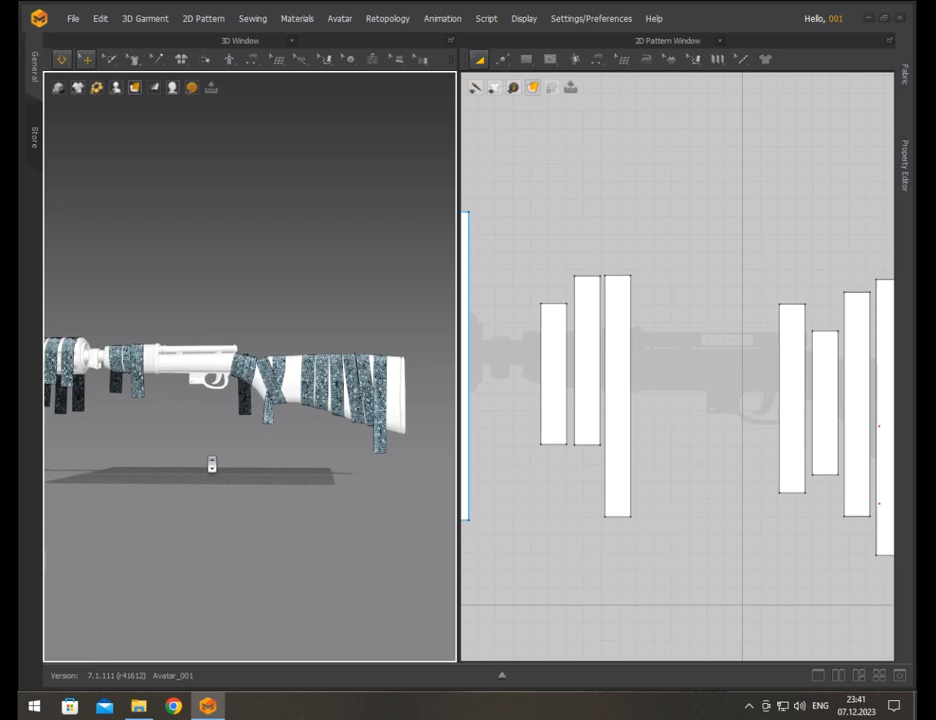 File Edit 3D Garment 2D Pattern Sewing Materials Avatar Retopology Animation Script Display Settings/Preferences Help Hello, 001
3D Window
2D Pattern Window
General
Store
Fabric
Property Editor
Version: 7.1.111 (r41612) Avatar_001
ENG
23:41
07.12.2023